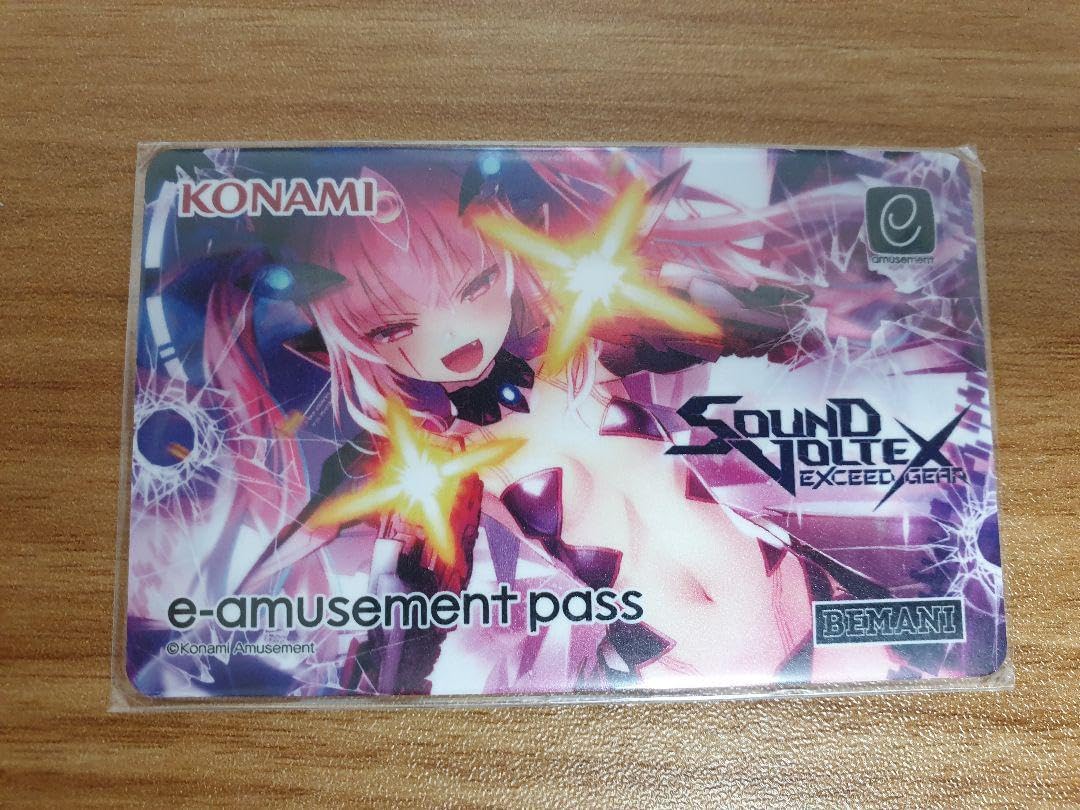 KONAMI
e
amusement
SOUND
VOLTEX
EXCEED GEAR
e-amusement pass
BEMANI
©Konami Amusement